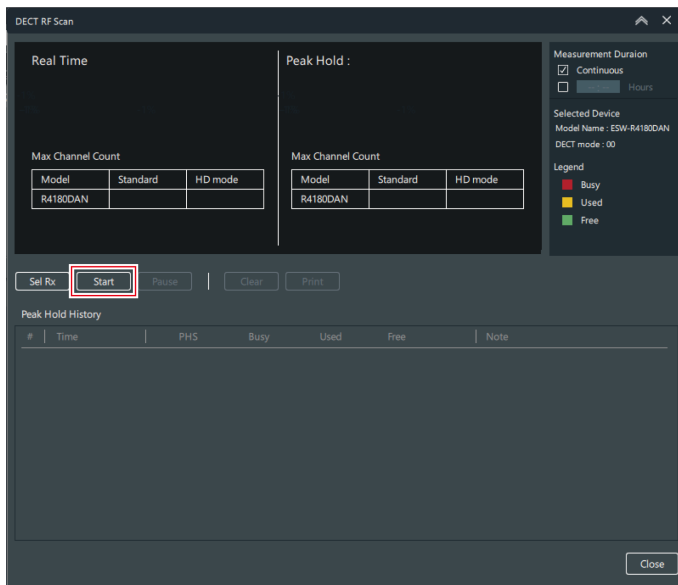 DECT RF Scan
Real Time
Peak Hold :
Max Channel Count
Model Standard HD mode
R4180DAN
Max Channel Count
Model Standard HD mode
R4180DAN
Measurement Duraion
Continuous
Hours
Selected Device
Model Name : ESW-R4180DAN
DECT mode : 00
Legend
Busy
Used
Free
Sel Rx Start Pause Clear Print
Peak Hold History
# Time PHS Busy Used Free Note
Close